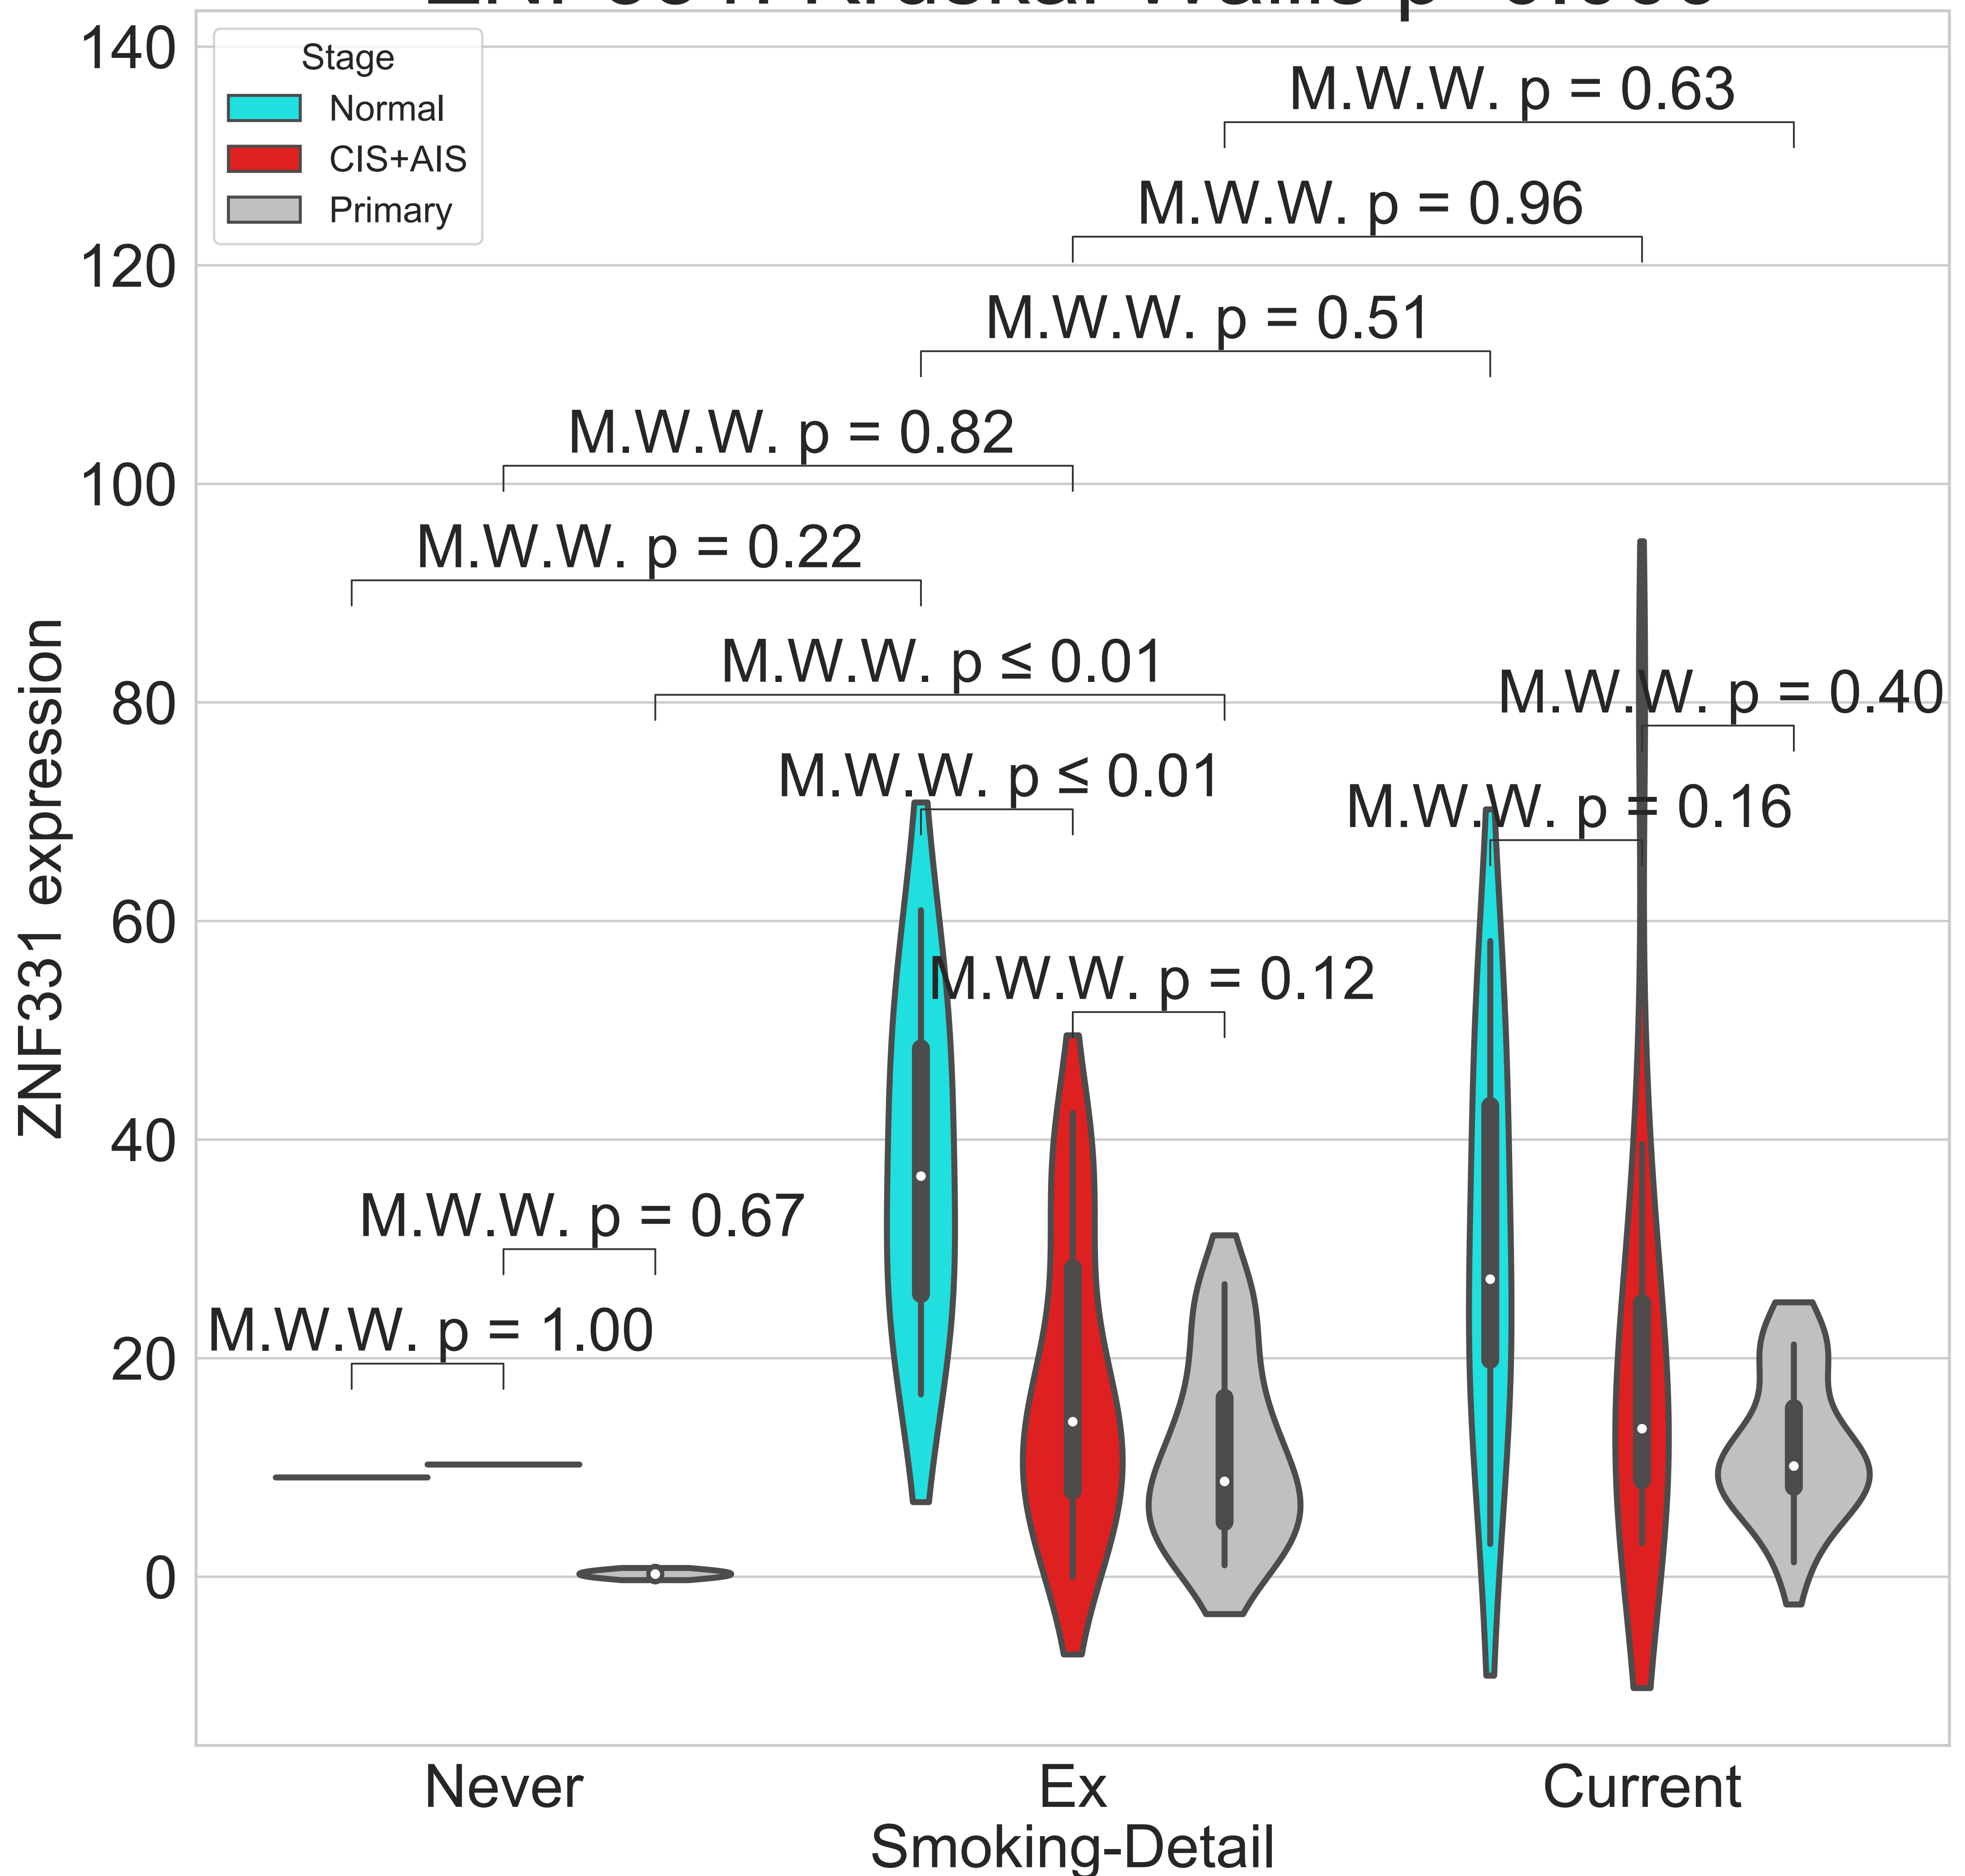 140
Stage
Normal
CIS+AIS
Primary
M.W.W. p = 0.63
M.W.W. p = 0.96
120
M.W.W. p = 0.51
M.W.W. p = 0.82
100
M.W.W. p = 0.22
M.W.W. p ≤ 0.01
80
M.W.W. p = 0.40
M.W.W. p ≤ 0.01
M.W.W. p = 0.16
60
M.W.W. p = 0.12
40
M.W.W. p = 0.67
M.W.W. p = 1.00
20
0
ZNF331 expression
Never
Ex
Current
Smoking-Detail